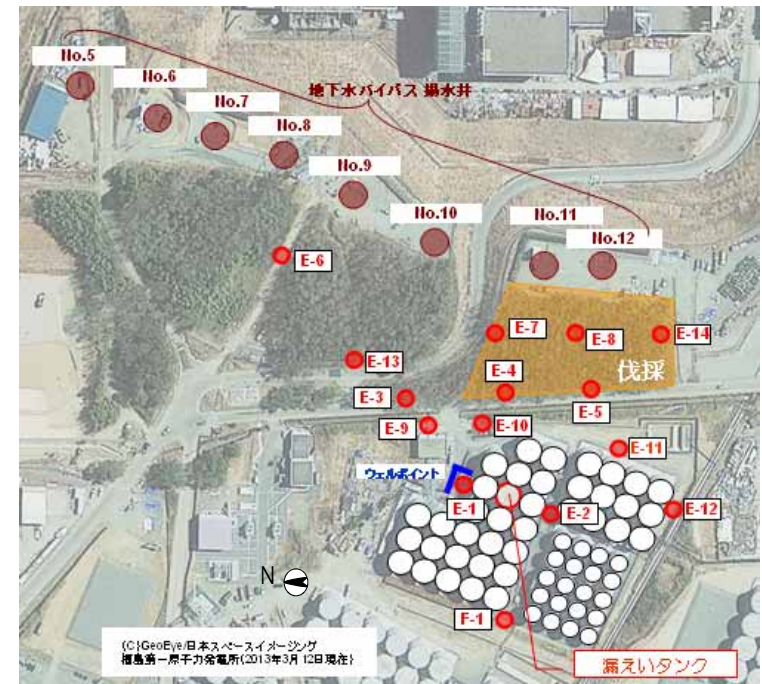 No.5
No.6
No.7
地下水バイパス 揚水井
No.8
No.9
No.10
No.11
No.12
E-6
E-7
E-8
E-14
E-13
E-4
伐採
E-3
E-5
E-9
E-10
E-11
ウェルポイント
E-1
E-2
E-12
N
F-1
(C)GeoEye/日本スペースイメージング
福島第一原子力発電所(2013年3月12日現在)
漏えいタンク